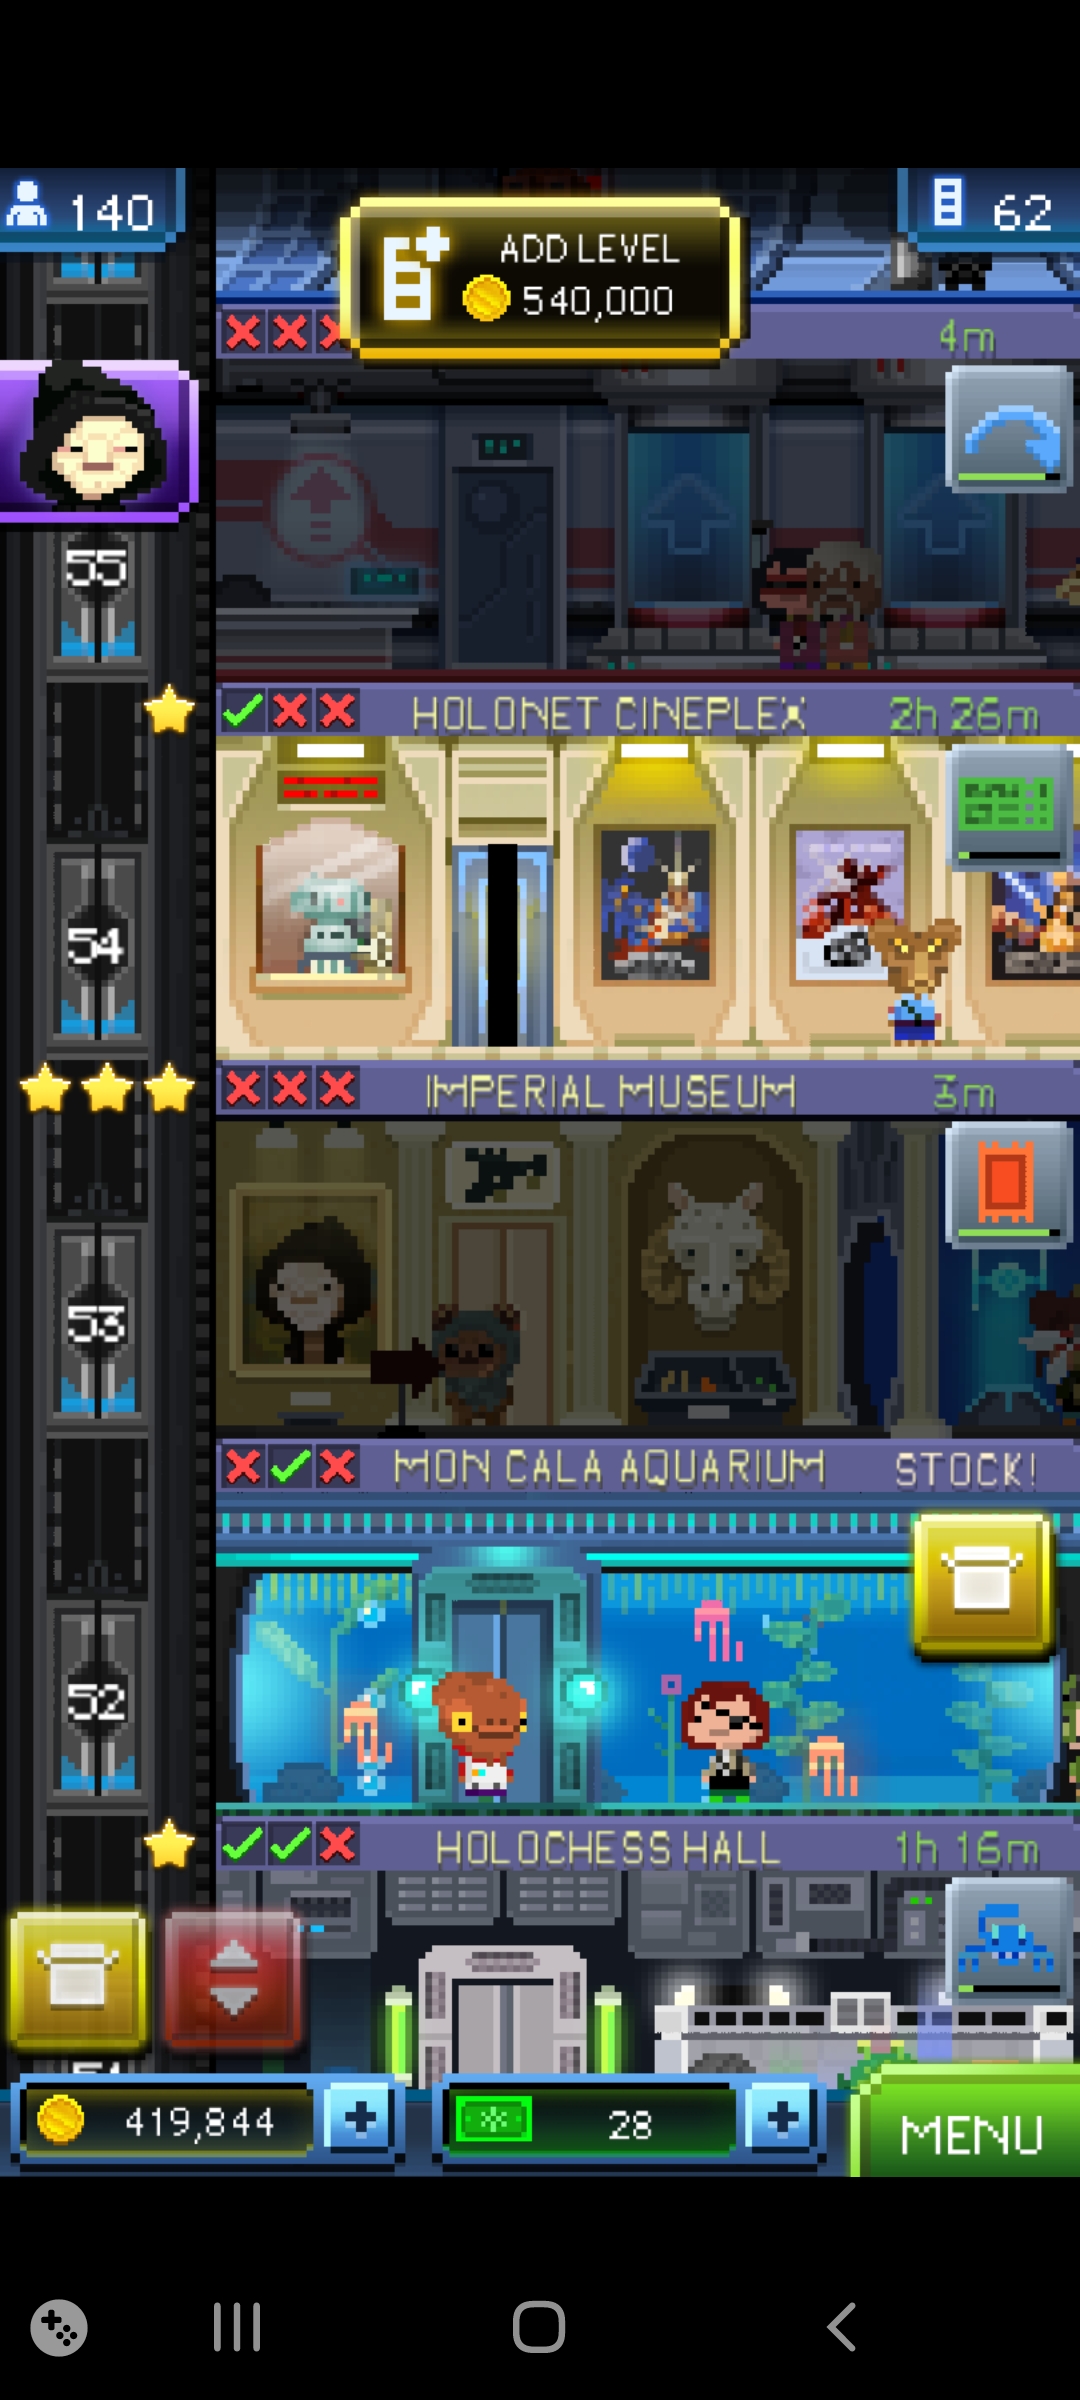 140
62
ADD LEVEL
540,000
4m
55
HOLONET CINEPLEX
2h 26m
54
IMPERIAL MUSEUM
3m
53
MON CALA AQUARIUM
STOCK!
52
HOLOCHESS HALL
1h 16m
419,844
28
MENU